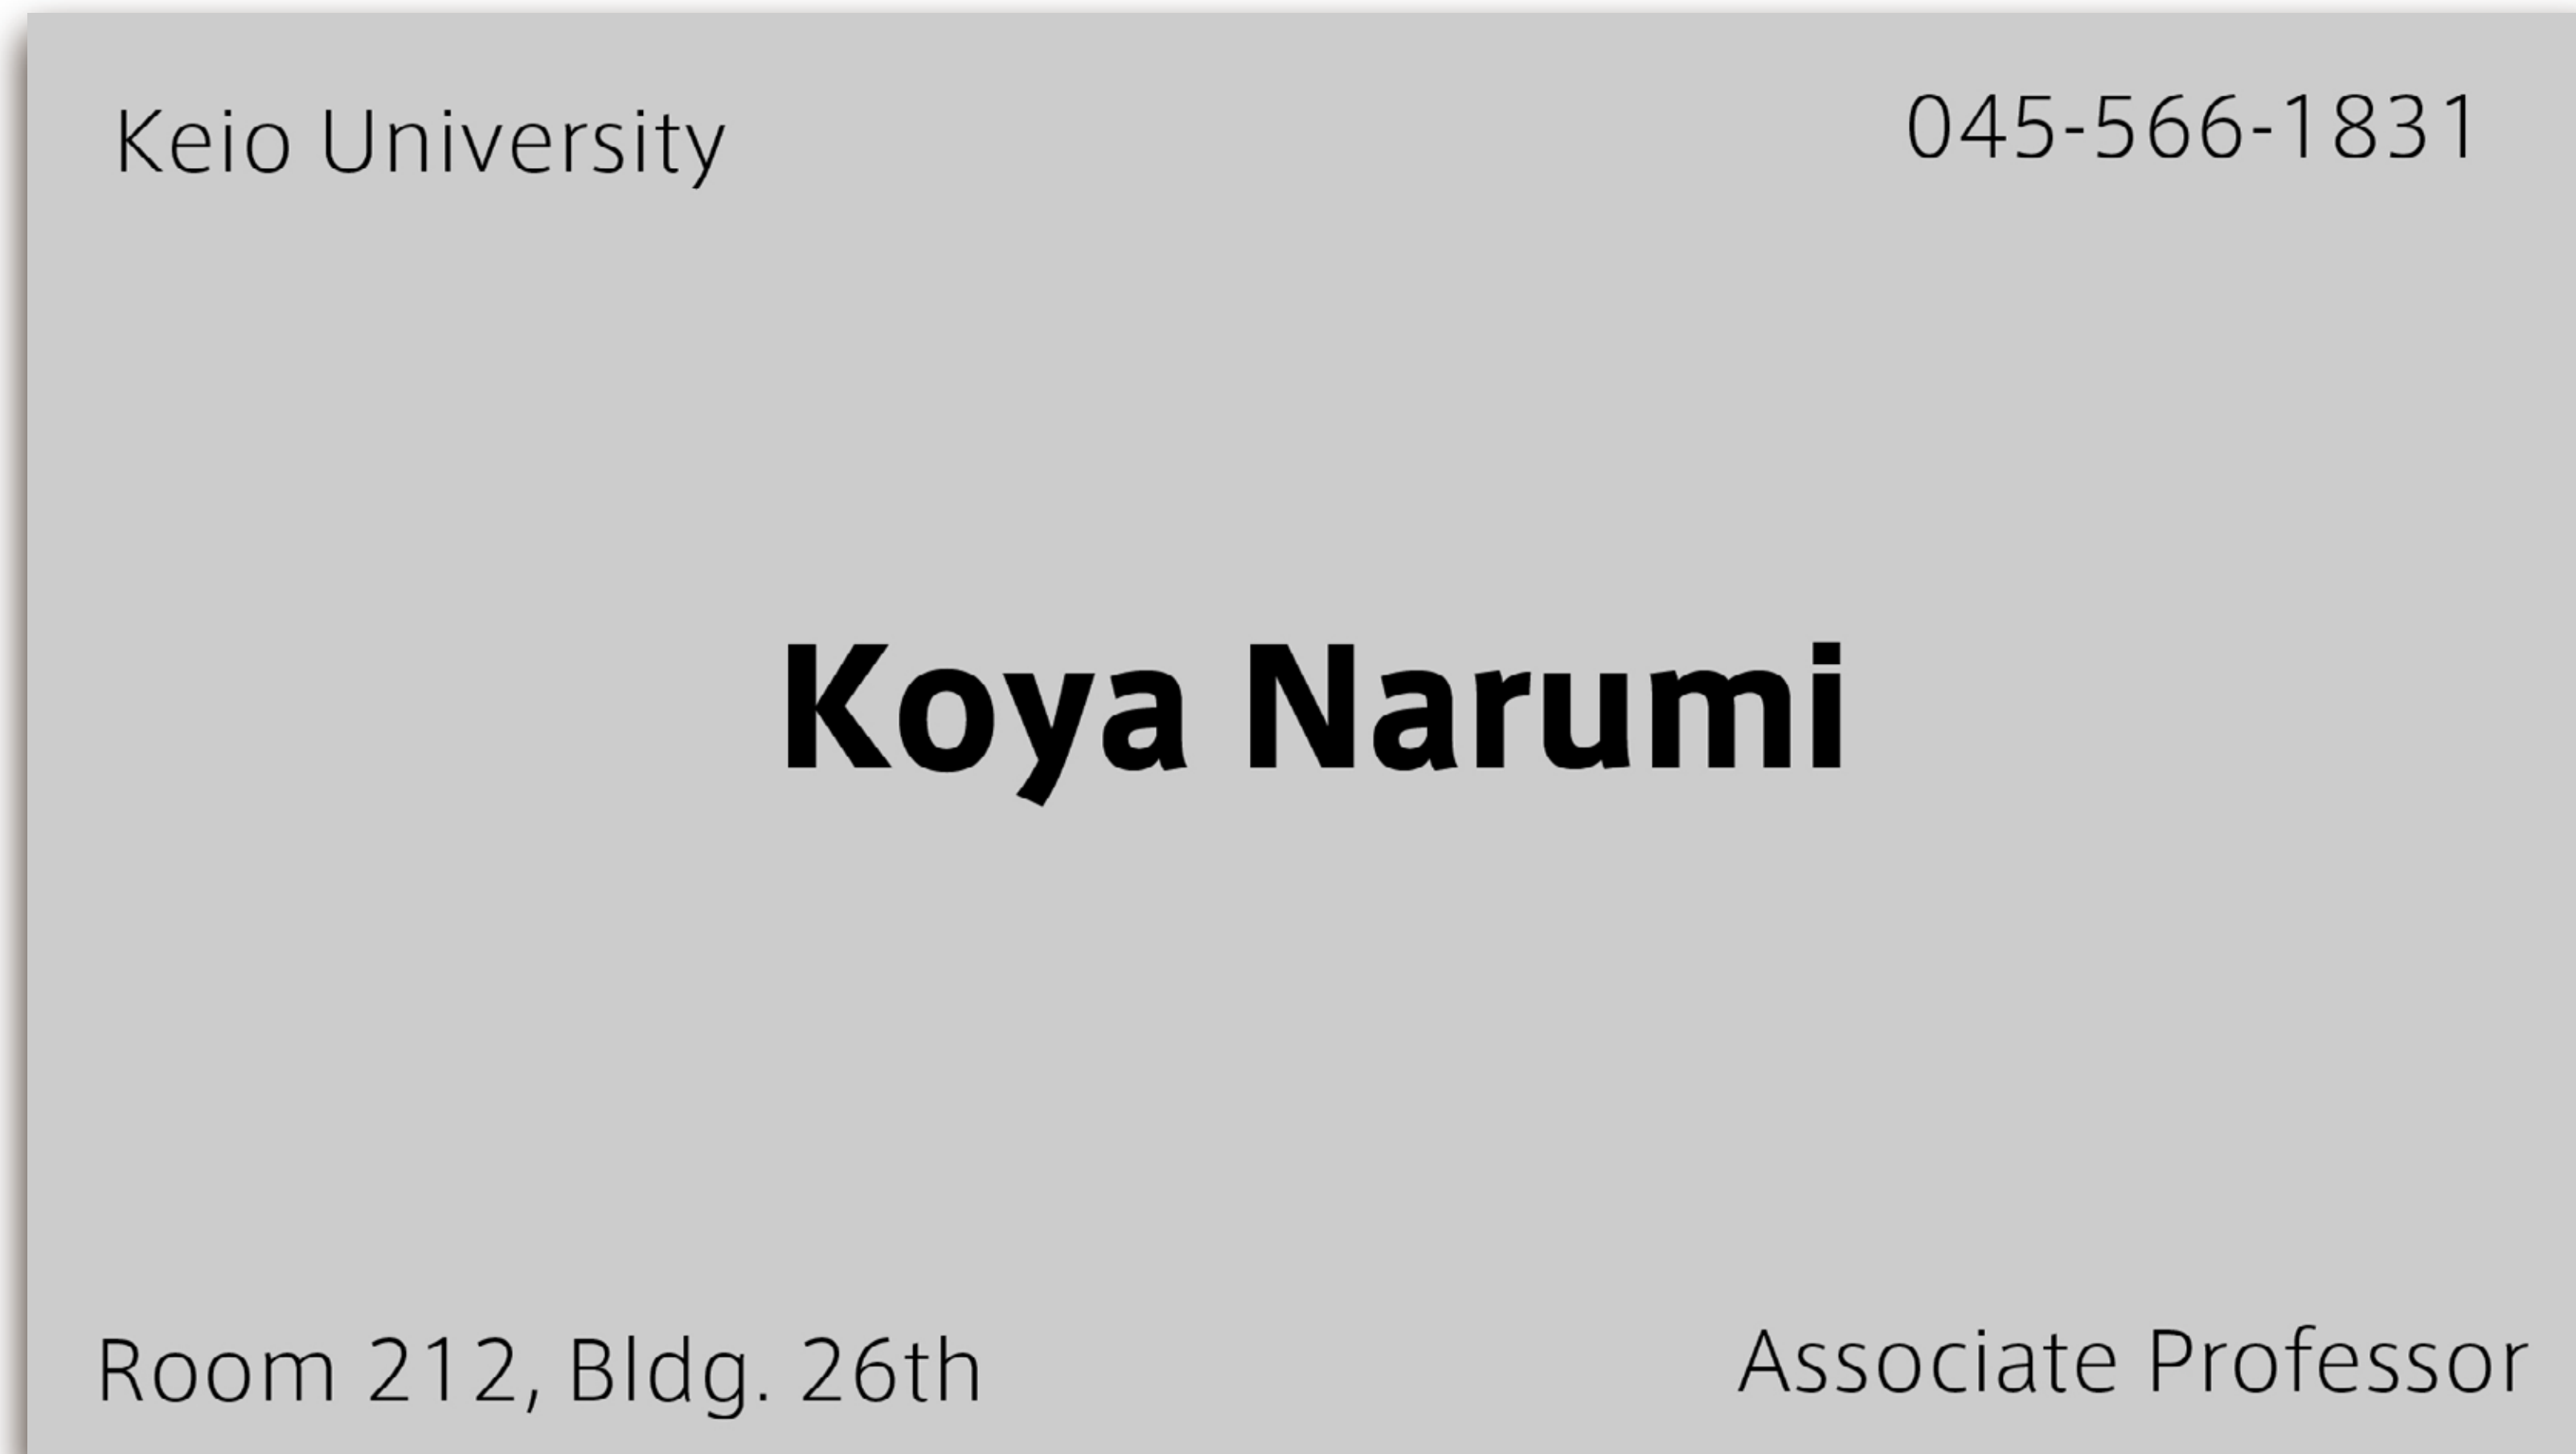 Keio University
045-566-1831
Koya Narumi
Room 212, Bldg. 26th
Associate Professor